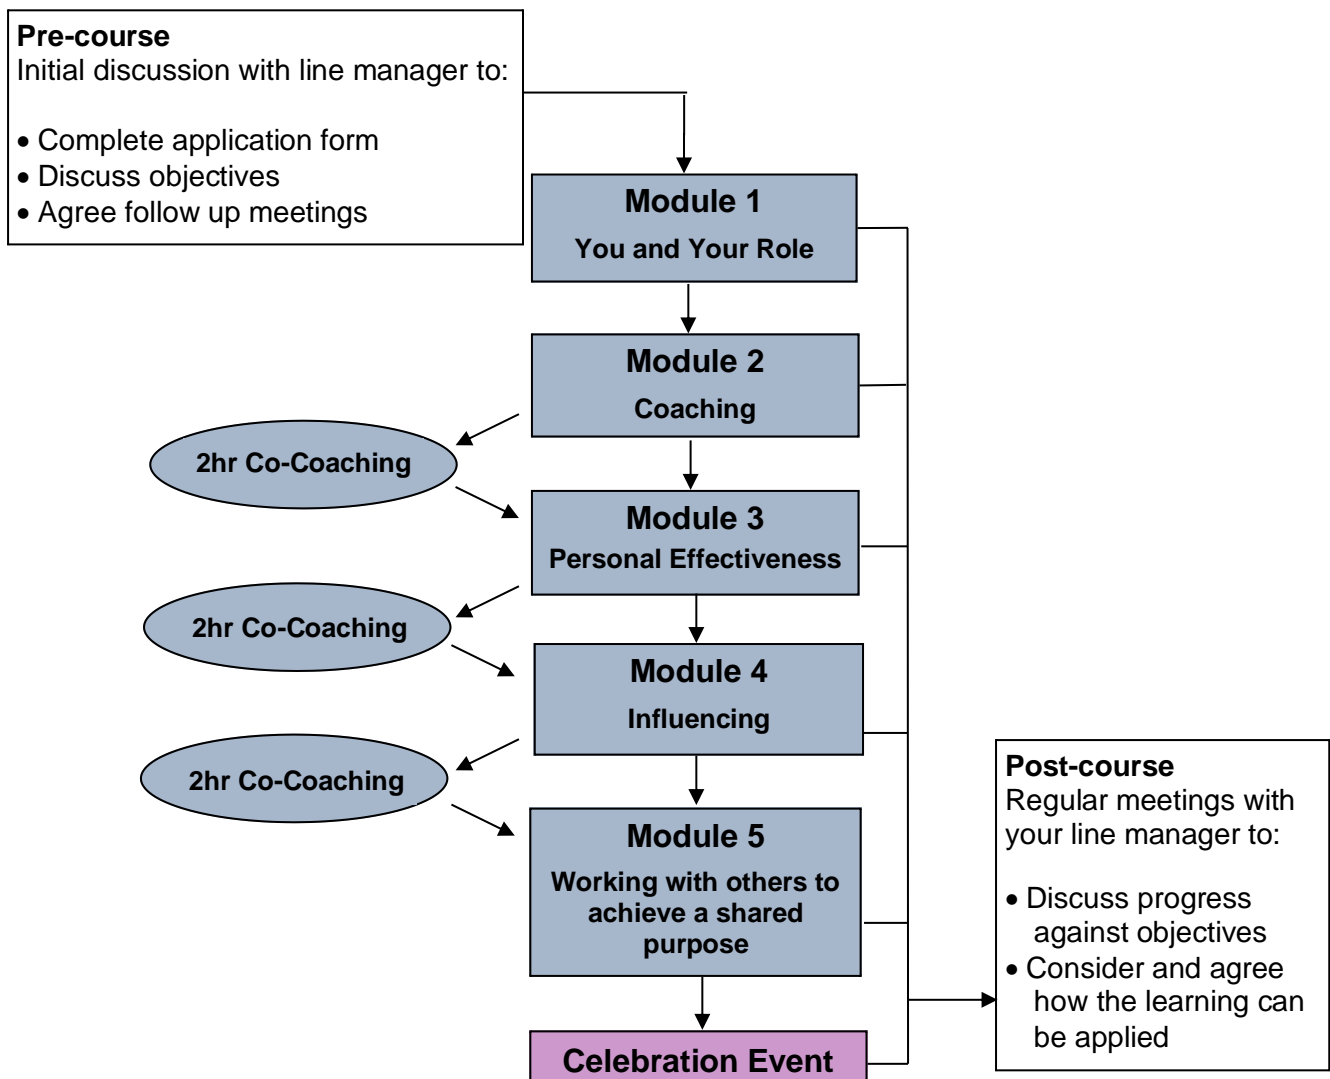 Pre-course
Initial discussion with line manager to:
• Complete application form
• Discuss objectives
• Agree follow up meetings
Module 1
You and Your Role
Module 2
Coaching
2hr Co-Coaching
Module 3
Personal Effectiveness
2hr Co-Coaching
Module 4
Influencing
2hr Co-Coaching
Module 5
Working with others to
achieve a shared
purpose
Celebration Event
Post-course
Regular meetings with
your line manager to:
• Discuss progress
against objectives
• Consider and agree
how the learning can
be applied